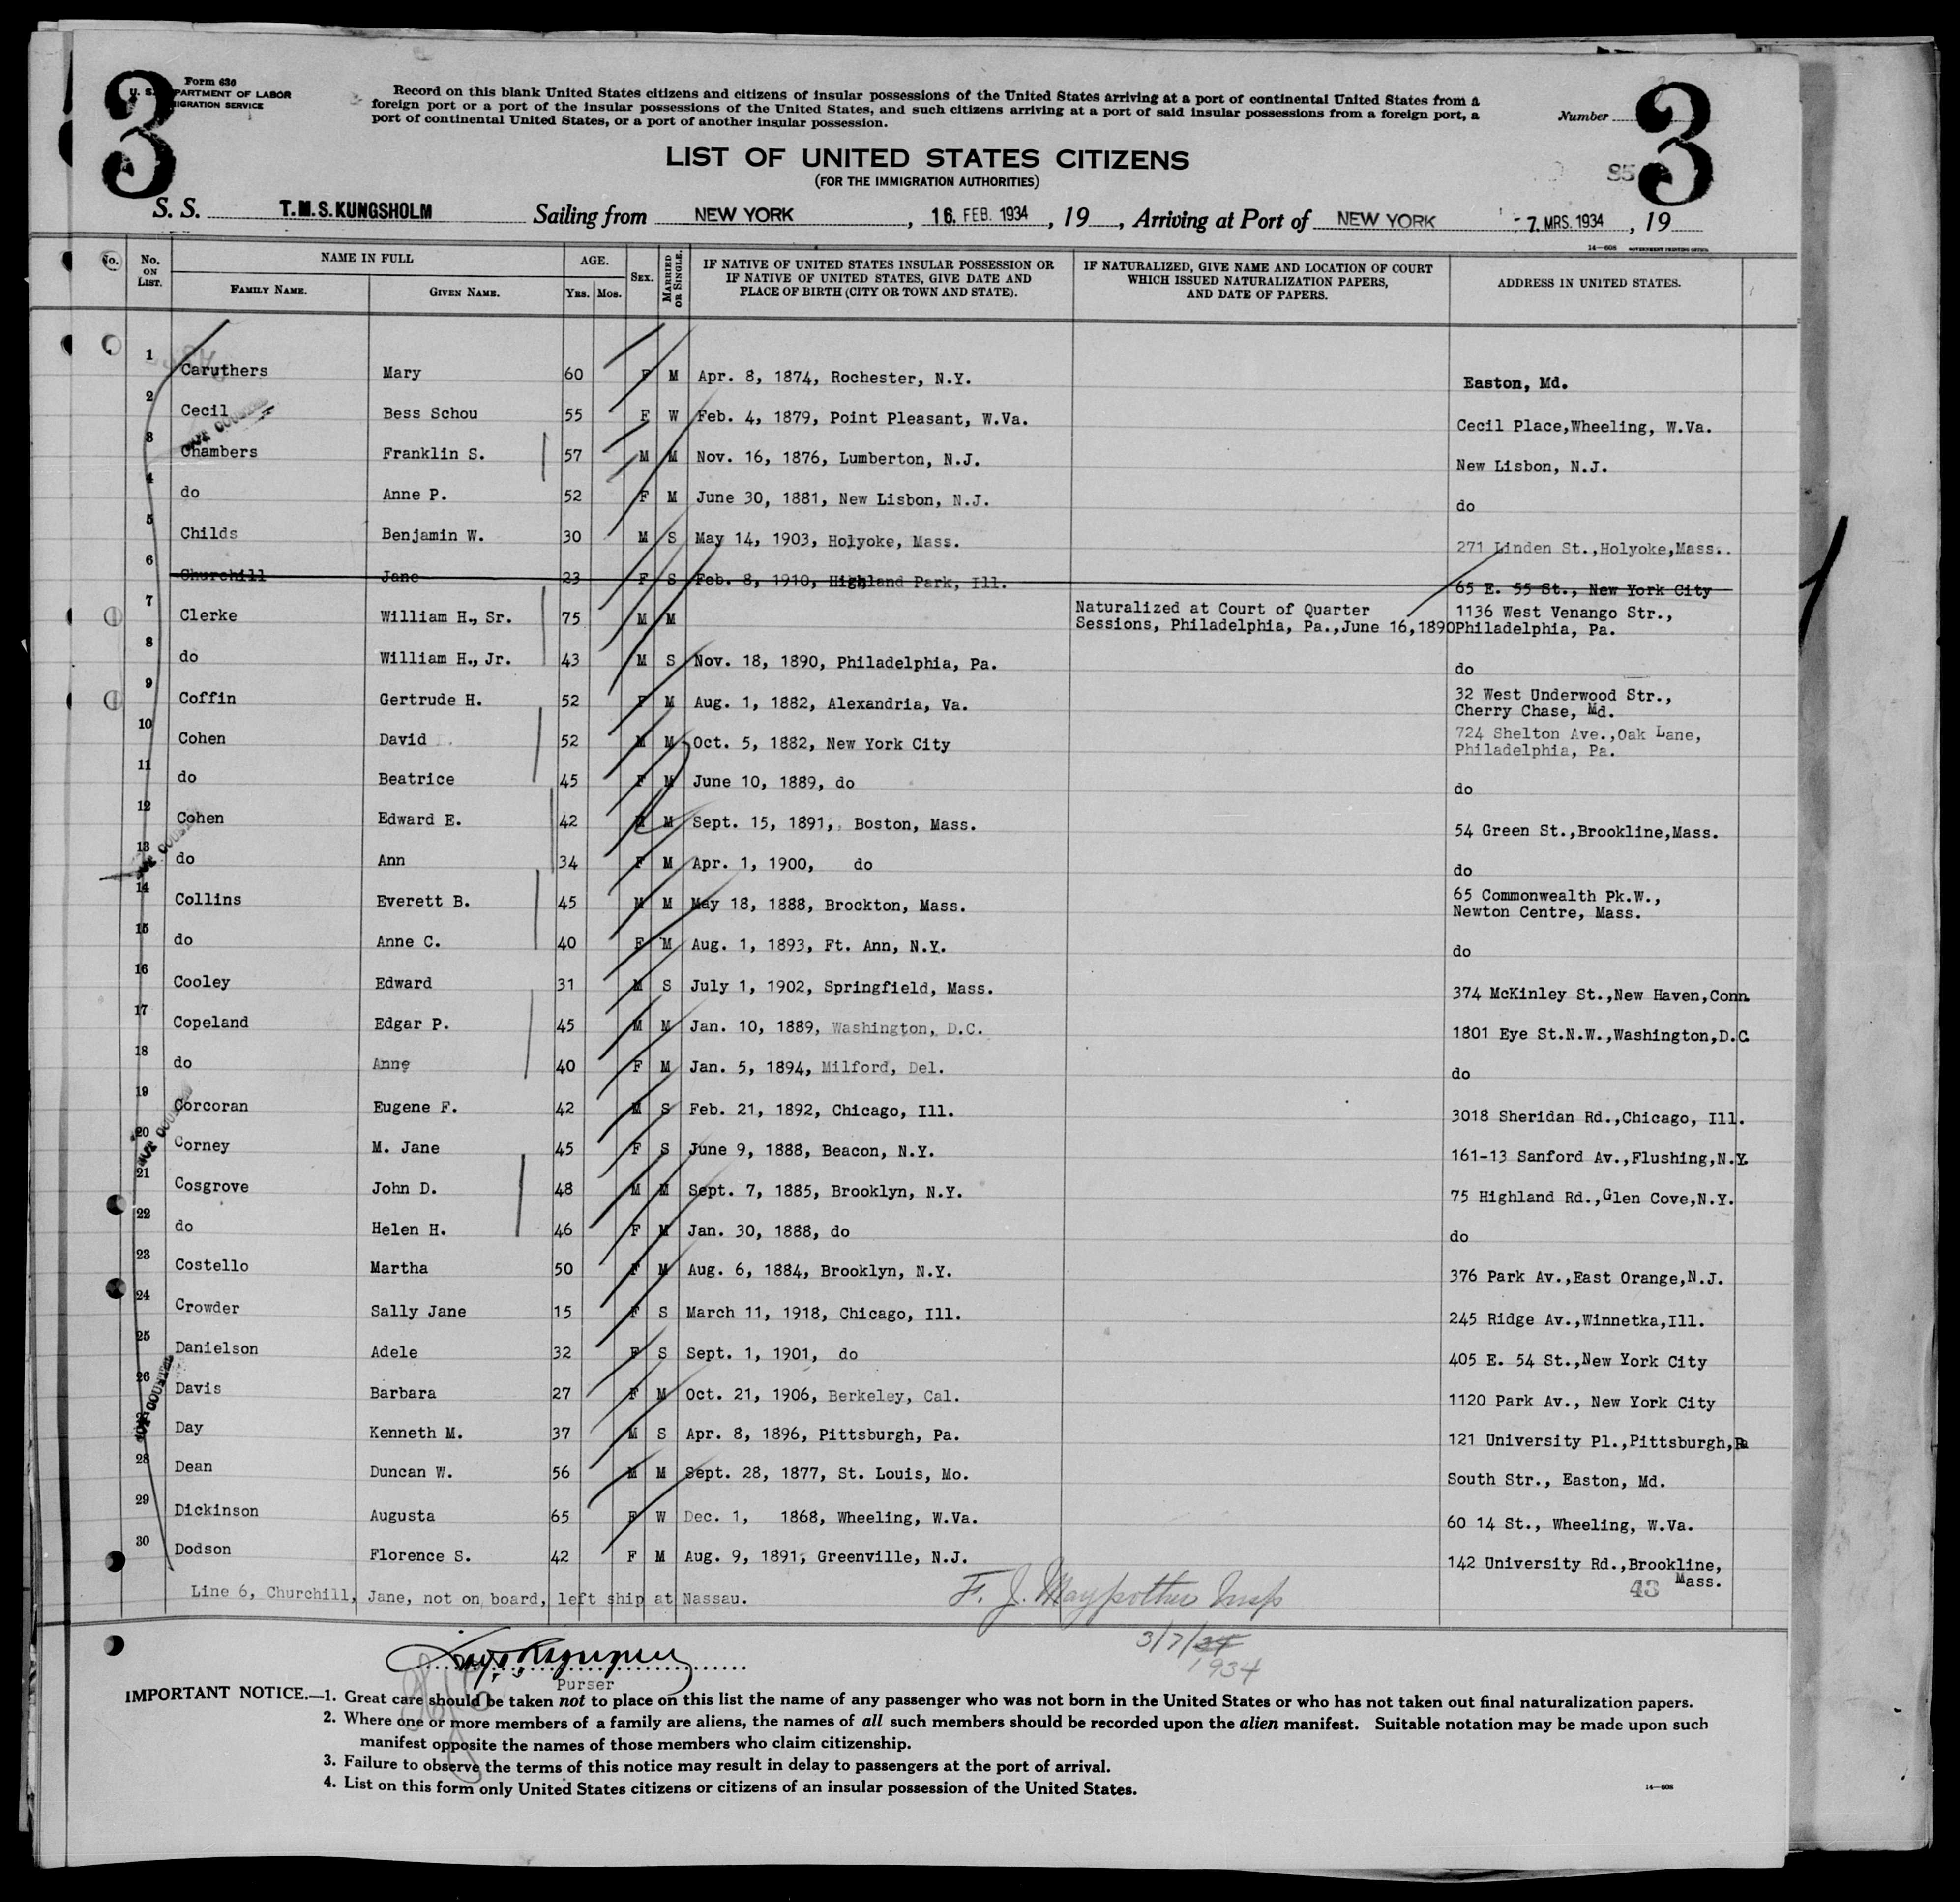 3
Form 630
U. S. DEPARTMENT OF LABOR
IMMIGRATION SERVICE
Record on this blank United States citizens and citizens of insular possessions of the United States arriving at a port of continental United States from a
foreign port or a port of the insular possessions of the United States, and such citizens arriving at a port of said insular possessions from a foreign port, a
port of continental United States, or a port of another insular possession.
Number
3
LIST OF UNITED STATES CITIZENS
(FOR THE IMMIGRATION AUTHORITIES)
S. S. T.M.S.KUNGSHOLM Sailing from NEW YORK, 16. FEB. 1934, 19, Arriving at Port of NEW YORK -7. MRS. 1934, 19
14—608 GOVERNMENT PRINTING OFFICE
No. No. ON LIST. NAME IN FULL FAMILY NAME. GIVEN NAME. AGE. YRS. MOS. SEX. MARRIED OR SINGLE. IF NATIVE OF UNITED STATES INSULAR POSSESSION OR IF NATIVE OF UNITED STATES, GIVE DATE AND PLACE OF BIRTH (CITY OR TOWN AND STATE). IF NATURALIZED, GIVE NAME AND LOCATION OF COURT WHICH ISSUED NATURALIZATION PAPERS, AND DATE OF PAPERS. ADDRESS IN UNITED STATES.
1 Caruthers Mary 60 F M Apr. 8, 1874, Rochester, N.Y. Easton, Md.
2 Cecil Bess Schou 55 F W Feb. 4, 1879, Point Pleasant, W.Va. Cecil Place,Wheeling, W.Va.
3 Chambers Franklin S. 57 M M Nov. 16, 1876, Lumberton, N.J. New Lisbon, N.J.
4 do Anne P. 52 F M June 30, 1881, New Lisbon, N.J. do
5 Childs Benjamin W. 30 M S May 14, 1903, Holyoke, Mass. 271 Linden St.,Holyoke,Mass.
6 Churchill Jane 23 F S Feb. 8, 1910, Highland Park, Ill. 65 E. 55 St., New York City
7 Clerke William H., Sr. 75 M M Naturalized at Court of Quarter 1136 West Venango Str.,
Sessions, Philadelphia, Pa.,June 16,1890 Philadelphia, Pa.
8 do William H., Jr. 43 M S Nov. 18, 1890, Philadelphia, Pa. do
9 Coffin Gertrude H. 52 F M Aug. 1, 1882, Alexandria, Va. 32 West Underwood Str.,
Cherry Chase, Md.
10 Cohen David 52 M M Oct. 5, 1882, New York City 724 Shelton Ave.,Oak Lane,
Philadelphia, Pa.
11 do Beatrice 45 F M June 10, 1889, do do
12 Cohen Edward E. 42 M M Sept. 15, 1891, Boston, Mass. 54 Green St.,Brookline,Mass.
13 do Ann 34 F M Apr. 1, 1900, do do
14 Collins Everett B. 45 M M May 18, 1888, Brockton, Mass. 65 Commonwealth Pk.W.,
Newton Centre, Mass.
15 do Anne C. 40 F M Aug. 1, 1893, Ft. Ann, N.Y. do
16 Cooley Edward 31 M S July 1, 1902, Springfield, Mass. 374 McKinley St.,New Haven,Conn.
17 Copeland Edgar P. 45 M M Jan. 10, 1889, Washington, D.C. 1801 Eye St.N.W.,Washington,D.C.
18 do Anne 40 F M Jan. 5, 1894, Milford, Del. do
19 Corcoran Eugene F. 42 M S Feb. 21, 1892, Chicago, Ill. 3018 Sheridan Rd.,Chicago, Ill.
20 Corney M. Jane 45 F S June 9, 1888, Beacon, N.Y. 161-13 Sanford Av.,Flushing,N.Y.
21 Cosgrove John D. 48 M M Sept. 7, 1885, Brooklyn, N.Y. 75 Highland Rd.,Glen Cove,N.Y.
22 do Helen H. 46 F M Jan. 30, 1888, do do
23 Costello Martha 50 F M Aug. 6, 1884, Brooklyn, N.Y. 376 Park Av.,East Orange,N.J.
24 Crowder Sally Jane 15 F S March 11, 1918, Chicago, Ill. 245 Ridge Av.,Winnetka,Ill.
25 Danielson Adele 32 F S Sept. 1, 1901, do 405 E. 54 St.,New York City
26 Davis Barbara 27 F M Oct. 21, 1906, Berkeley, Cal. 1120 Park Av., New York City
27 Day Kenneth M. 37 M S Apr. 8, 1896, Pittsburgh, Pa. 121 University Pl.,Pittsburgh,Pa
28 Dean Duncan W. 56 M M Sept. 28, 1877, St. Louis, Mo. South Str., Easton, Md.
29 Dickinson Augusta 65 F W Dec. 1, 1868, Wheeling, W.Va. 60 14 St., Wheeling, W.Va.
30 Dodson Florence S. 42 F M Aug. 9, 1891, Greenville, N.J. 142 University Rd.,Brookline,
Mass.
Line 6, Churchill, Jane, not on board, left ship at Nassau.
43
3/7/34
1934
Purser
IMPORTANT NOTICE.—1. Great care should be taken not to place on this list the name of any passenger who was not born in the United States or who has not taken out final naturalization papers.
2. Where one or more members of a family are aliens, the names of all such members should be recorded upon the alien manifest. Suitable notation may be made upon such
manifest opposite the names of those members who claim citizenship.
3. Failure to observe the terms of this notice may result in delay to passengers at the port of arrival.
4. List on this form only United States citizens or citizens of an insular possession of the United States.
14—608